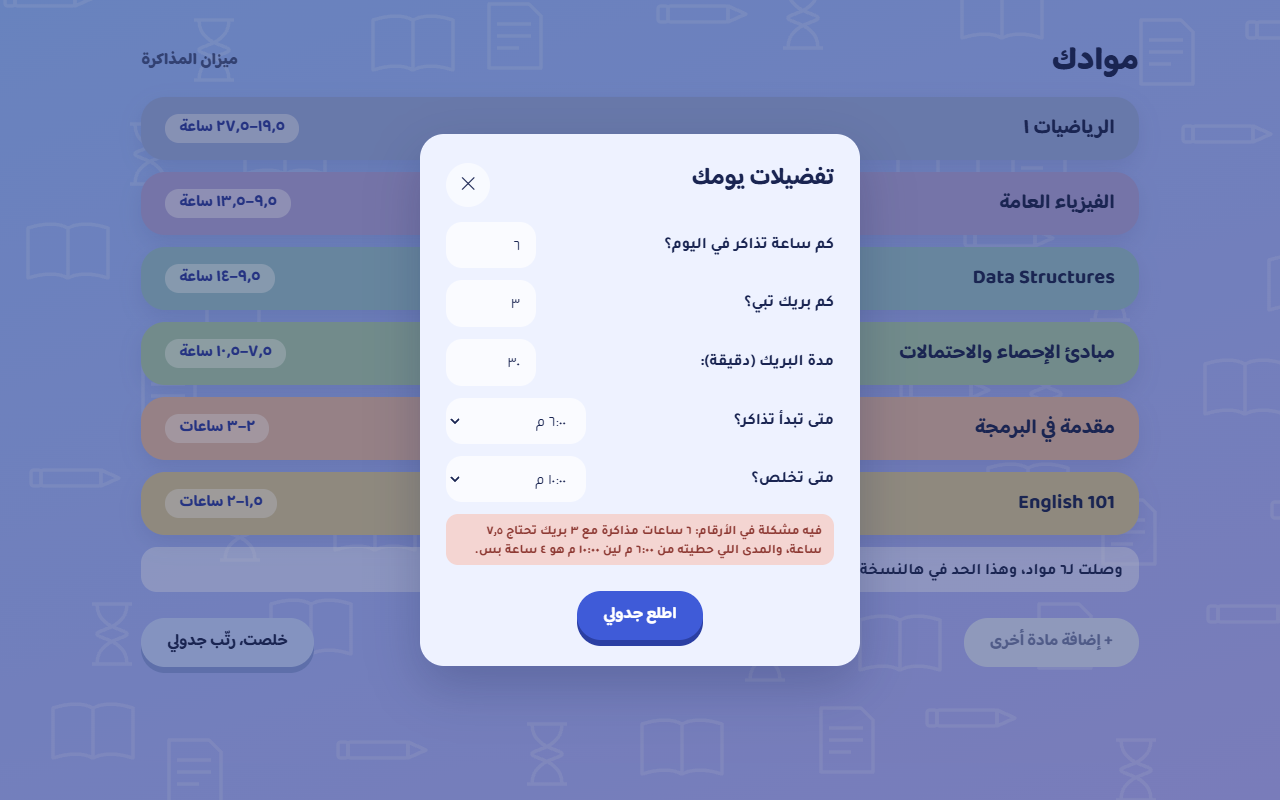 موادك
ميزان المذاكرة
الرياضيات ١
١٩,٥–٢٧,٥ ساعة
الفيزياء العامة
٩,٥–١٣,٥ ساعة
Data Structures
٩,٥–١٤ ساعة
مبادئ الإحصاء والاحتمالات
٧,٥–١٠,٥ ساعة
مقدمة في البرمجة
٢–٣ ساعات
English 101
١,٥–٢ ساعات
وصلت لـ٦ مواد، وهذا الحد في هالنسخة
+ إضافة مادة أخرى
خلصت، رتّب جدولي
تفضيلات يومك
كم ساعة تذاكر في اليوم؟
٦
كم بريك تبي؟
٣
مدة البريك (دقيقة):
٣٠
متى تبدأ تذاكر؟
٦:٠٠ م
متى تخلص؟
١٠:٠٠ م
فيه مشكلة في الأرقام: ٦ ساعات مذاكرة مع ٣ بريك تحتاج ٧,٥
ساعة، والمدى اللي حطيته من ٦:٠٠ م لين ١٠:٠٠ م هو ٤ ساعة بس.
اطلع جدولي